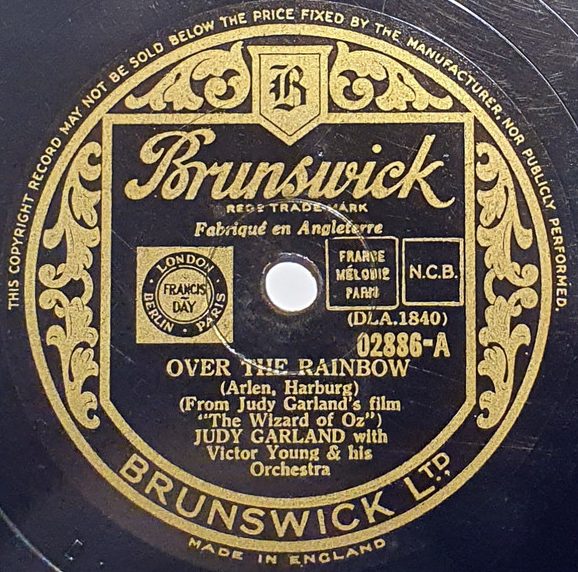 THIS COPYRIGHT RECORD MAY NOT BE SOLD BELOW THE PRICE FIXED BY THE MANUFACTURER, NOR PUBLICLY PERFORMED.
B
Brunswick
REGD TRADE MARK
Fabriqué en Angleterre
LONDON
FRANCIS-DAY
BERLIN PARIS
FRANCE
MÉLODIE
PARIS
N.C.B.
(DLA.1840)
02886-A
OVER THE RAINBOW
(Arlen, Harburg)
(From Judy Garland's film
"The Wizard of Oz")
JUDY GARLAND with
Victor Young & his
Orchestra
BRUNSWICK LTD,
MADE IN ENGLAND